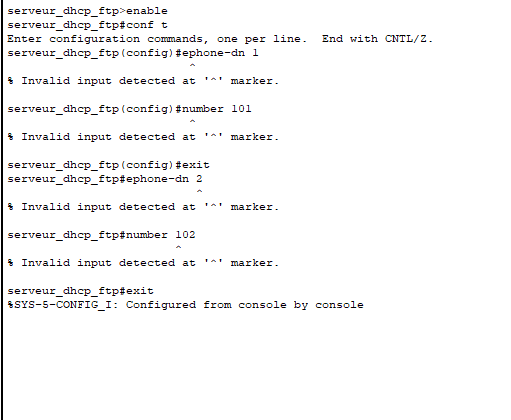 serveur_dhcp_ftp>enable
serveur_dhcp_ftp#conf t
Enter configuration commands, one per line.  End with CNTL/Z.
serveur_dhcp_ftp(config)#ephone-dn 1
^
% Invalid input detected at '^' marker.
serveur_dhcp_ftp(config)#number 101
^
% Invalid input detected at '^' marker.
serveur_dhcp_ftp(config)#exit
serveur_dhcp_ftp#ephone-dn 2
^
% Invalid input detected at '^' marker.
serveur_dhcp_ftp#number 102
^
% Invalid input detected at '^' marker.
serveur_dhcp_ftp#exit
%SYS-5-CONFIG_I: Configured from console by console